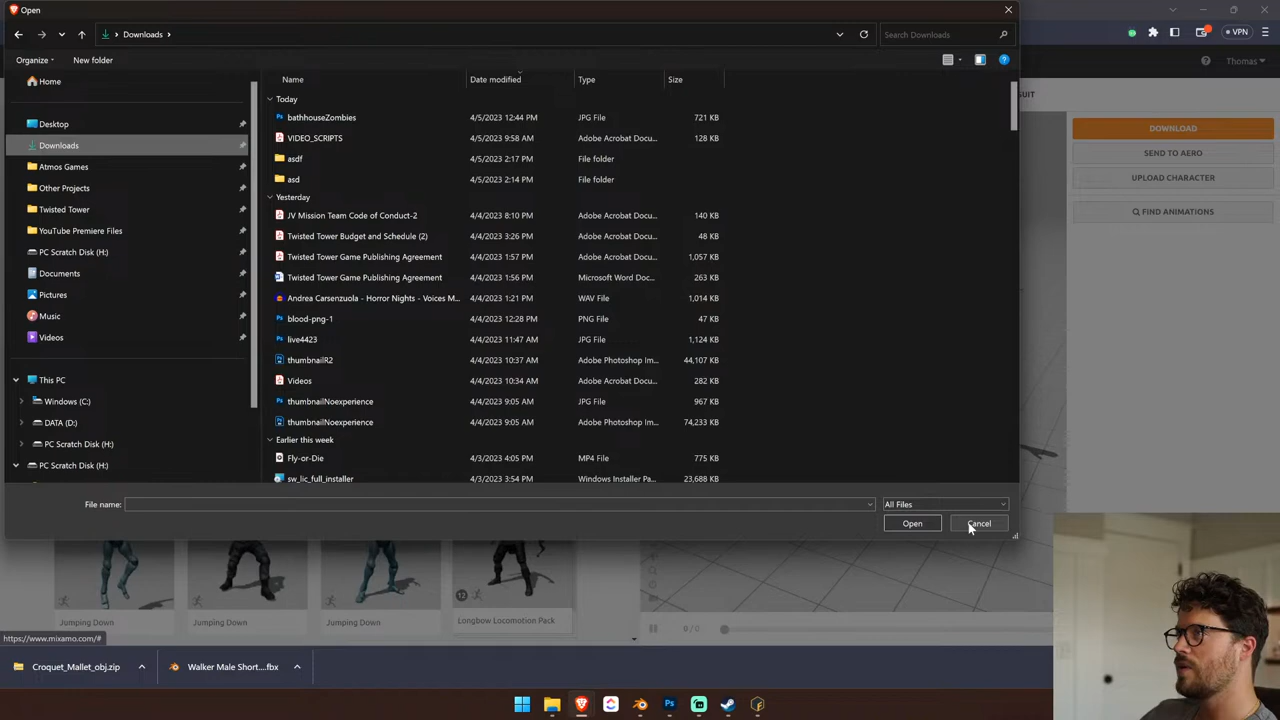 Open
Downloads
Search Downloads
VPN
Organize
New folder
Thomas
Home
Desktop
Downloads
Atmos Games
Other Projects
Twisted Tower
YouTube Premiere Files
PC Scratch Disk (H:)
Documents
Pictures
Music
Videos
This PC
Windows (C:)
DATA (D:)
PC Scratch Disk (H:)
PC Scratch Disk (H:)
Name Date modified Type Size
Today
bathhouseZombies 4/5/2023 12:44 PM JPG File 721 KB
VIDEO_SCRIPTS 4/5/2023 9:58 AM Adobe Acrobat Docu... 128 KB
asdf 4/5/2023 2:17 PM File folder
asd 4/5/2023 2:14 PM File folder
Yesterday
JV Mission Team Code of Conduct-2 4/4/2023 8:10 PM Adobe Acrobat Docu... 140 KB
Twisted Tower Budget and Schedule (2) 4/4/2023 3:26 PM Adobe Acrobat Docu... 48 KB
Twisted Tower Game Publishing Agreement 4/4/2023 1:57 PM Adobe Acrobat Docu... 1,057 KB
Twisted Tower Game Publishing Agreement 4/4/2023 1:56 PM Microsoft Word Doc... 263 KB
Andrea Carsenzuola - Horror Nights - Voices M... 4/4/2023 1:21 PM WAV File 1,014 KB
blood-png-1 4/4/2023 12:28 PM PNG File 47 KB
live4423 4/4/2023 11:47 AM JPG File 1,124 KB
thumbnailR2 4/4/2023 10:37 AM Adobe Photoshop Im... 44,107 KB
Videos 4/4/2023 10:34 AM Adobe Acrobat Docu... 282 KB
thumbnailNoexperience 4/4/2023 9:05 AM JPG File 967 KB
thumbnailNoexperience 4/4/2023 9:05 AM Adobe Photoshop Im... 74,233 KB
Earlier this week
Fly-or-Die 4/3/2023 4:05 PM MP4 File 775 KB
sw_lic_full_installer 4/3/2023 3:54 PM Windows Installer Pa... 23,688 KB
File name:
All Files
Open
Cancel
DOWNLOAD
SEND TO AERO
UPLOAD CHARACTER
FIND ANIMATIONS
Jumping Down
Jumping Down
Jumping Down
Longbow Locomotion Pack
0 / 0
https://www.mixamo.com/#
Croquet_Mallet_obj.zip
Walker Male Short....fbx